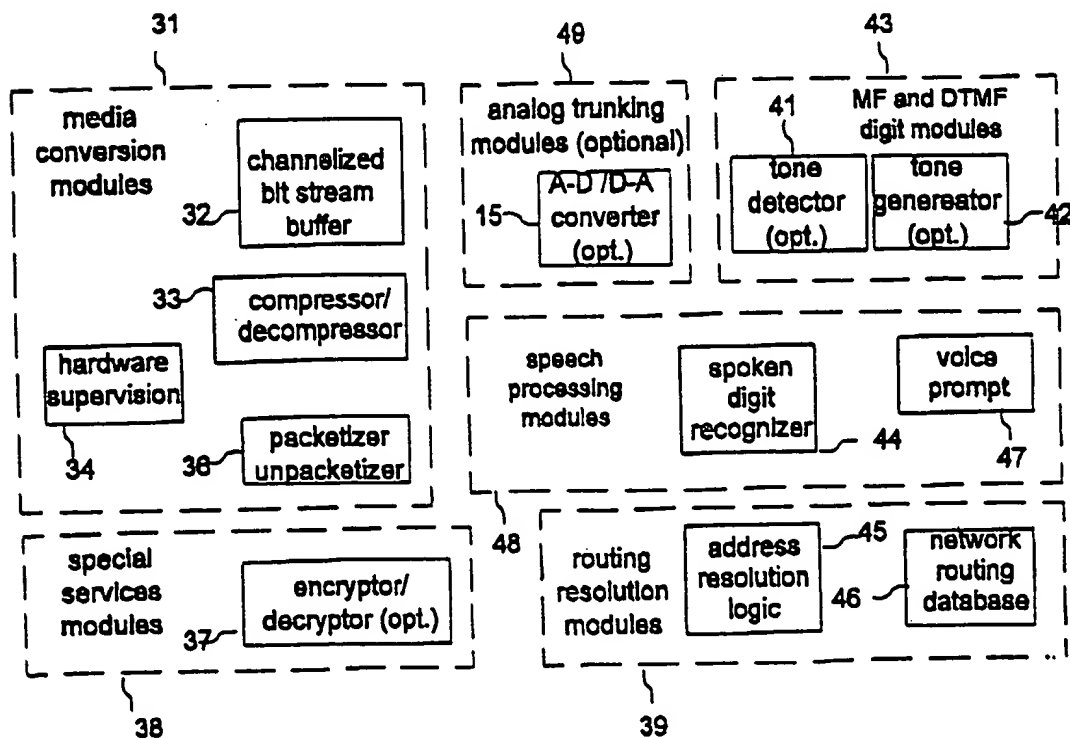 31
media
conversion
modules
channelized
bit stream
buffer
32
33
compressor/
decompressor
hardware
supervision
34
36
packetizer
unpacketizer
49
analog trunking
modules (optional)
15
A-D /D-A
converter
(opt.)
43
MF and DTMF
digit modules
41
tone
detector
(opt.)
tone
genereator
(opt.)
42
speech
processing
modules
spoken
digit
recognizer
44
voice
prompt
47
48
special
services
modules
encryptor/
decryptor (opt.)
37
38
routing
resolution
modules
address
resolution
logic
45
46
network
routing
database
39